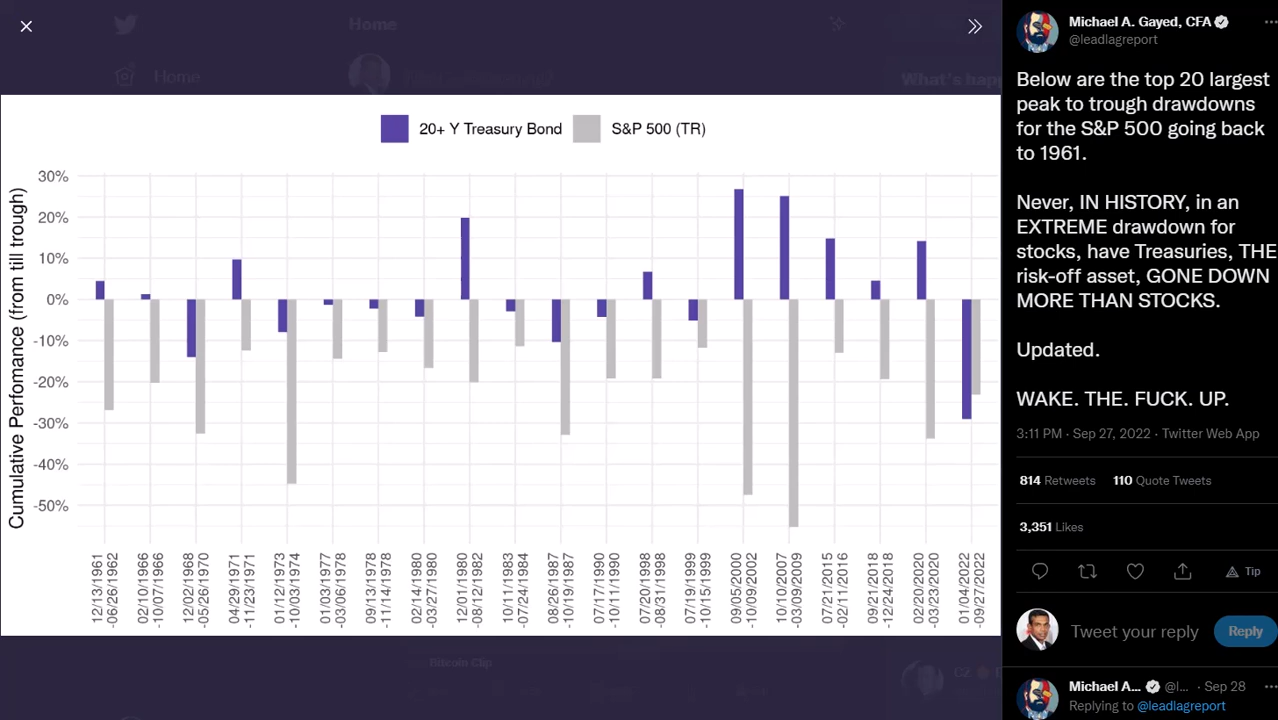 Home
Home
What's hap
20+ Y Treasury Bond
S&P 500 (TR)
Cumulative Perfomance (from till trough)
30%
20%
10%
0%
-10%
-20%
-30%
-40%
-50%
12/13/1961
-06/26/1962
02/10/1966
-10/07/1966
12/02/1968
-05/26/1970
04/29/1971
-11/23/1971
01/12/1973
-10/03/1974
01/03/1977
-03/06/1978
09/13/1978
-11/14/1978
02/14/1980
-03/27/1980
12/01/1980
-08/12/1982
10/11/1983
-07/24/1984
08/26/1987
-10/19/1987
07/17/1990
-10/11/1990
07/20/1998
-08/31/1998
07/19/1999
-10/15/1999
09/05/2000
-10/09/2002
10/10/2007
-03/09/2009
07/21/2015
-02/11/2016
09/21/2018
-12/24/2018
02/20/2020
-03/23/2020
01/04/2022
-09/27/2022
Bitcoin Clip
CZ
Michael A. Gayed, CFA
@leadlagreport
Below are the top 20 largest
peak to trough drawdowns
for the S&P 500 going back
to 1961.
Never, IN HISTORY, in an
EXTREME drawdown for
stocks, have Treasuries, THE
risk-off asset, GONE DOWN
MORE THAN STOCKS.
Updated.
WAKE. THE. FUCK. UP.
3:11 PM · Sep 27, 2022 · Twitter Web App
814 Retweets 110 Quote Tweets
3,351 Likes
Tip
Tweet your reply
Reply
Michael A... @l... · Sep 28
Replying to @leadlagreport